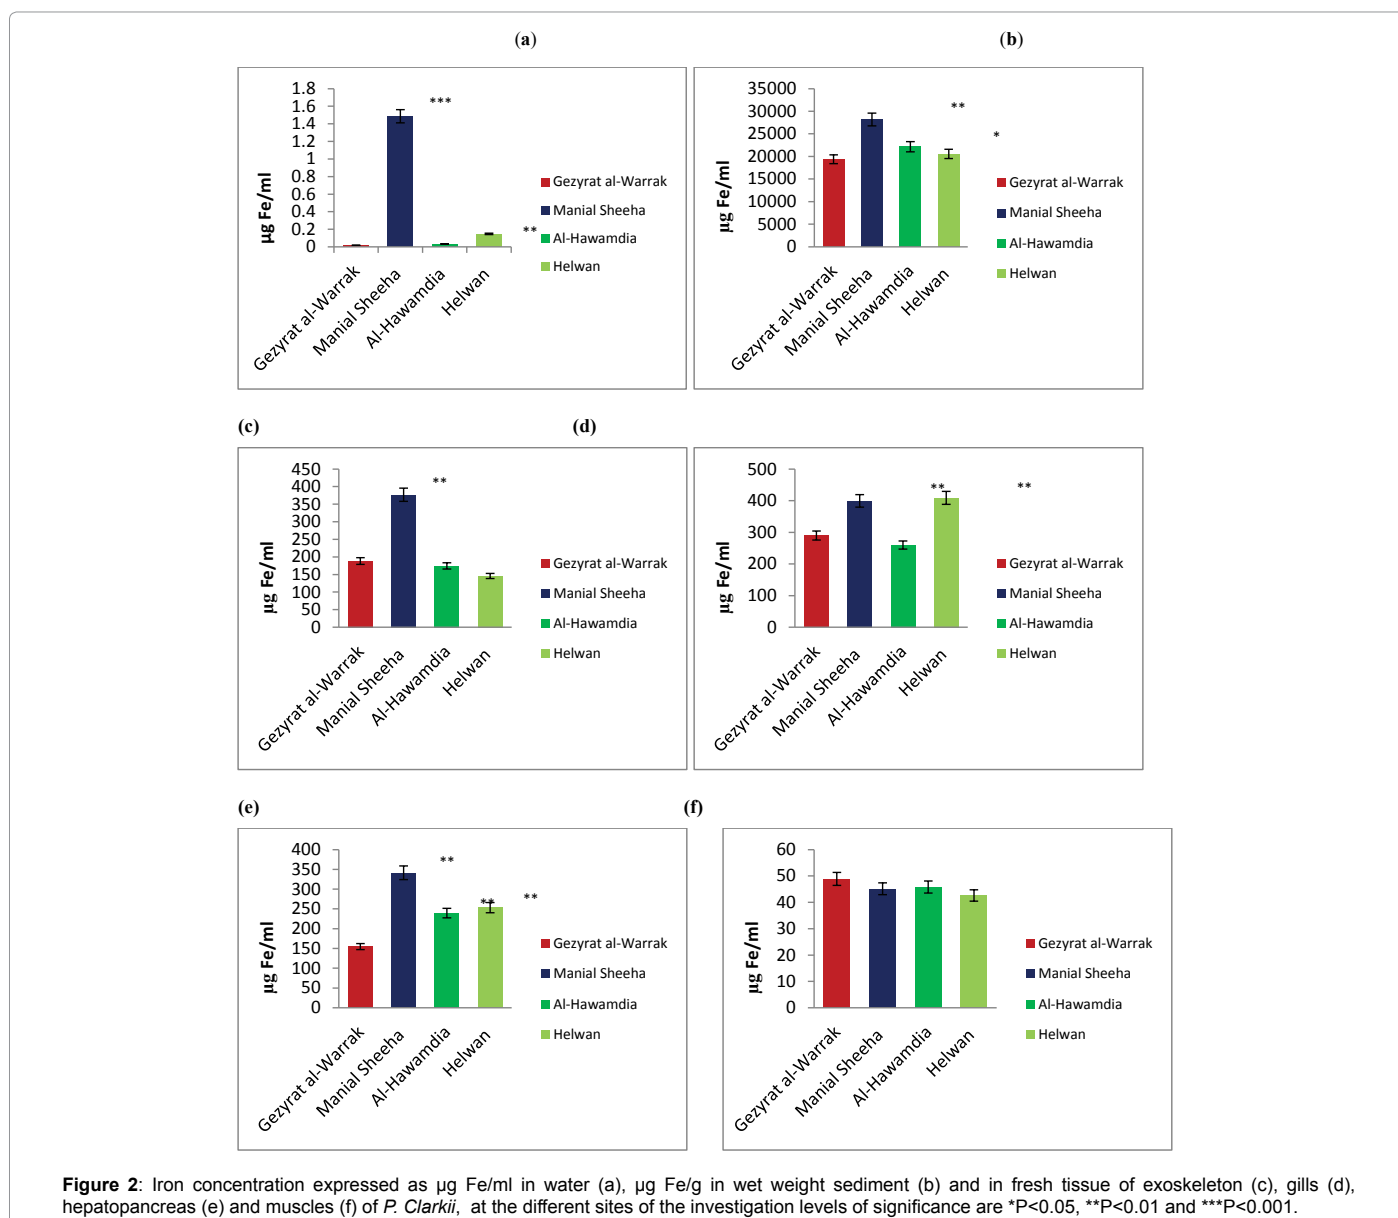 (a)
(b)
1.8
1.6
1.4
1.2
1
0.8
0.6
0.4
0.2
0
µg Fe/ml
***
**
Gezyrat al-Warrak
Manial Sheeha
Al-Hawamdia
Helwan
Gezyrat al-Warrak
Manial Sheeha
Al-Hawamdia
Helwan
35000
30000
25000
20000
15000
10000
5000
0
µg Fe/ml
**
*
Gezyrat al-Warrak
Manial Sheeha
Al-Hawamdia
Helwan
Gezyrat al-Warrak
Manial Sheeha
Al-Hawamdia
Helwan
(c)
(d)
450
400
350
300
250
200
150
100
50
0
µg Fe/ml
**
Gezyrat al-Warrak
Manial Sheeha
Al-Hawamdia
Helwan
Gezyrat al-Warrak
Manial Sheeha
Al-Hawamdia
Helwan
500
400
300
200
100
0
µg Fe/ml
**
**
Gezyrat al-Warrak
Manial Sheeha
Al-Hawamdia
Helwan
Gezyrat al-Warrak
Manial Sheeha
Al-Hawamdia
Helwan
(e)
(f)
400
350
300
250
200
150
100
50
0
µg Fe/ml
**
**
**
Gezyrat al-Warrak
Manial Sheeha
Al-Hawamdia
Helwan
Gezyrat al-Warrak
Manial Sheeha
Al-Hawamdia
Helwan
60
50
40
30
20
10
0
µg Fe/ml
Gezyrat al-Warrak
Manial Sheeha
Al-Hawamdia
Helwan
Gezyrat al-Warrak
Manial Sheeha
Al-Hawamdia
Helwan
Figure 2: Iron concentration expressed as µg Fe/ml in water (a), µg Fe/g in wet weight sediment (b) and in fresh tissue of exoskeleton (c), gills (d),
hepatopancreas (e) and muscles (f) of P. Clarkii, at the different sites of the investigation levels of significance are *P<0.05, **P<0.01 and ***P<0.001.